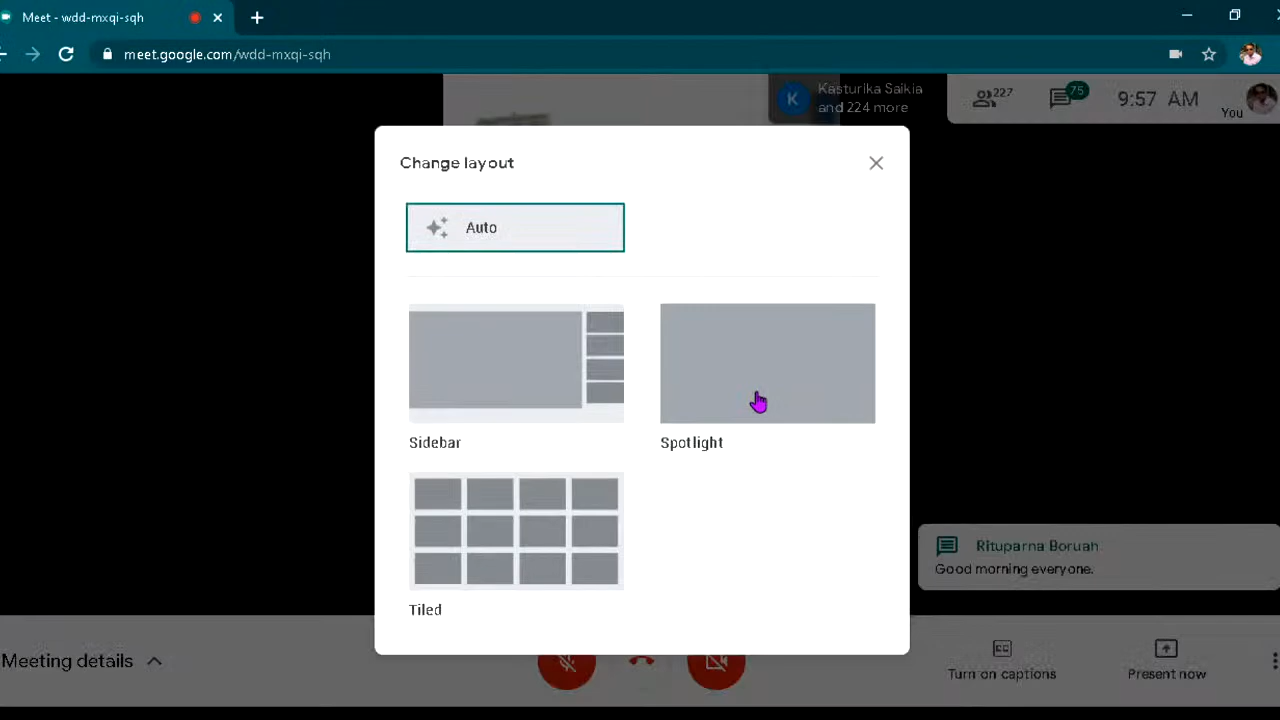 Meet - wdd-mxqi-sqh
meet.google.com/wdd-mxqi-sqh
K
Kasturika Saikia
and 224 more
227
75
9:57 AM
You
Change layout
Auto
Sidebar
Spotlight
Tiled
Rituparna Boruah
Good morning everyone.
Meeting details
CC
Turn on captions
Present now